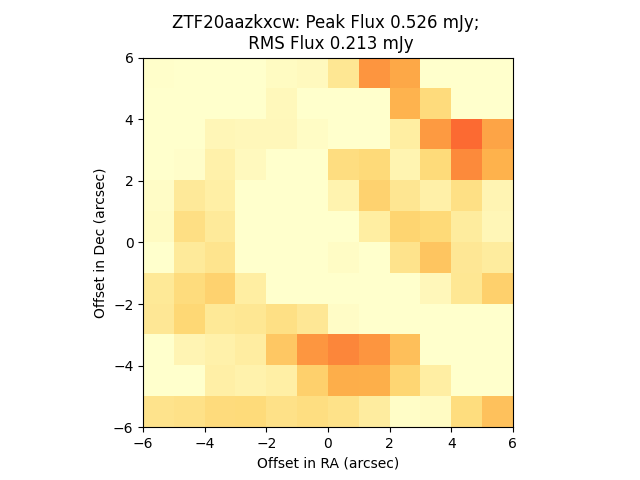 ZTF20aazkxcw: Peak Flux 0.526 mJy;
RMS Flux 0.213 mJy
6
4
2
0
−2
−4
−6
Offset in Dec (arcsec)
−6 −4 −2 0 2 4 6
Offset in RA (arcsec)